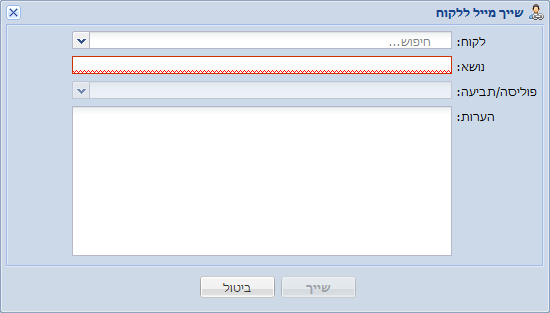 שייך מייל ללקוח
לקוח: חיפוש...
נושא:
פוליסה/תביעה:
הערות:
שייך ביטול